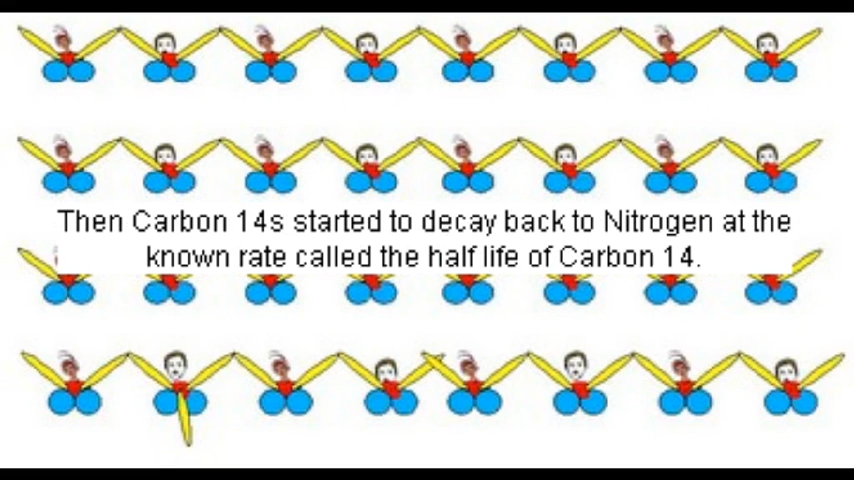 Then Carbon 14s started to decay back to Nitrogen at the
known rate called the half life of Carbon 14.